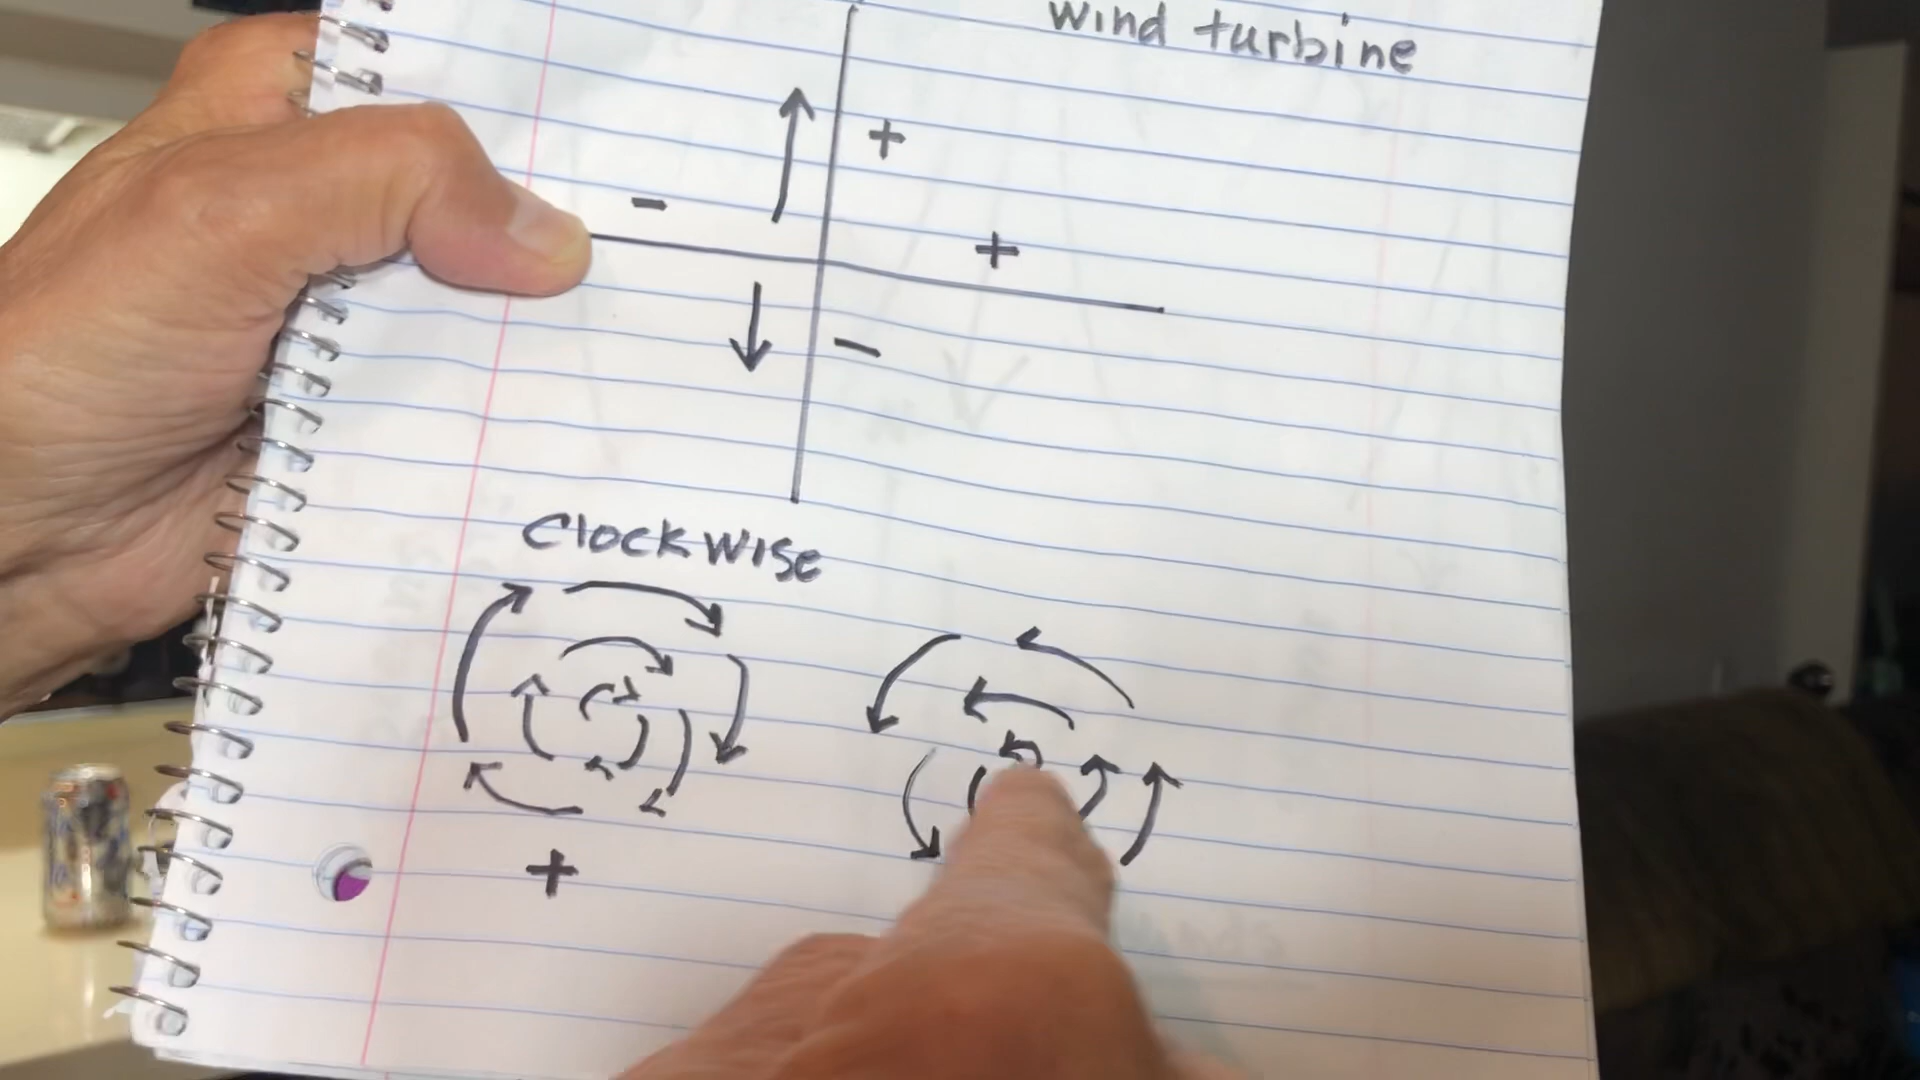 Wind turbine
+
-
+
-
Clockwise
+